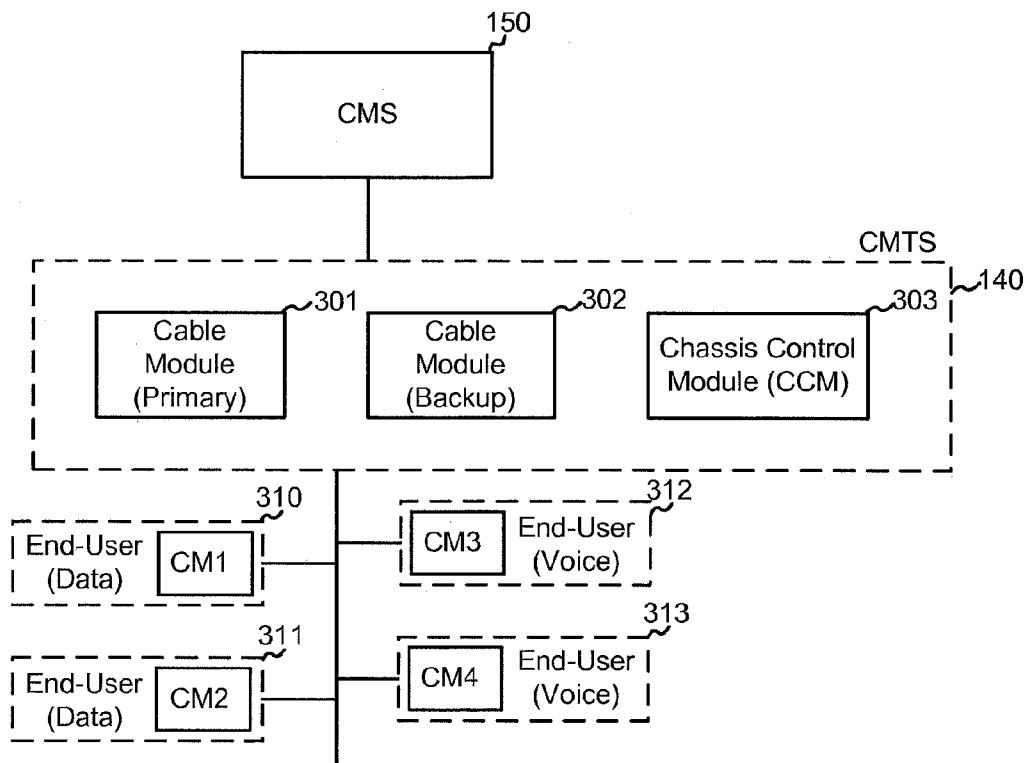 150
CMS
CMTS
140
301
Cable
Module
(Primary)
302
Cable
Module
(Backup)
303
Chassis Control
Module (CCM)
310
End-User
(Data)
CM1
312
CM3
End-User
(Voice)
311
End-User
(Data)
CM2
313
CM4
End-User
(Voice)